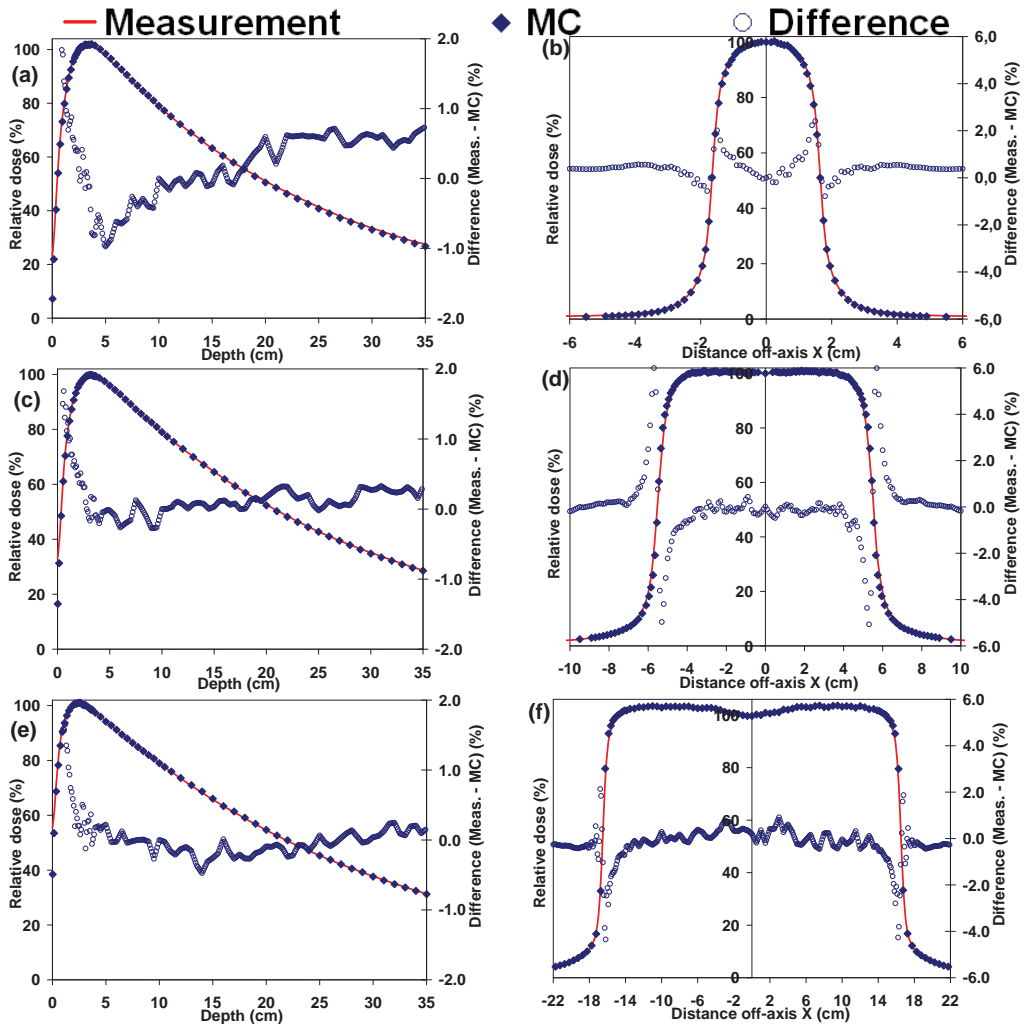 Measurement MC Difference
(a)
Relative dose (%)
100
80
60
40
20
0
0 5 10 15 20 25 30 35
Depth (cm)
2.0
1.0
0.0
-1.0
-2.0
Difference (Meas. - MC) (%)
(b)
Relative dose (%)
100
80
60
40
20
0
-6 -4 -2 0 2 4 6
Distance off-axis X (cm)
6,0
4,0
2,0
0,0
-2,0
-4,0
-6,0
Difference (Meas. - MC) (%)
(c)
Relative dose (%)
100
80
60
40
20
0
0 5 10 15 20 25 30 35
Depth (cm)
2.0
1.0
0.0
-1.0
-2.0
Difference (Meas. - MC) (%)
(d)
Relative dose (%)
100
80
60
40
20
0
-10 -8 -6 -4 -2 0 2 4 6 8 10
Distance off-axis X (cm)
6.0
4.0
2.0
0.0
-2.0
-4.0
-6.0
Difference (Meas. - MC) (%)
(e)
Relative dose (%)
100
80
60
40
20
0
0 5 10 15 20 25 30 35
Depth (cm)
2.0
1.0
0.0
-1.0
-2.0
Difference (Meas. - MC) (%)
(f)
Relative dose (%)
100
80
60
40
20
0
-22 -18 -14 -10 -6 -2 2 6 10 14 18 22
Distance off-axis X (cm)
6.0
4.0
2.0
0.0
-2.0
-4.0
-6.0
Difference (Meas. - MC) (%)